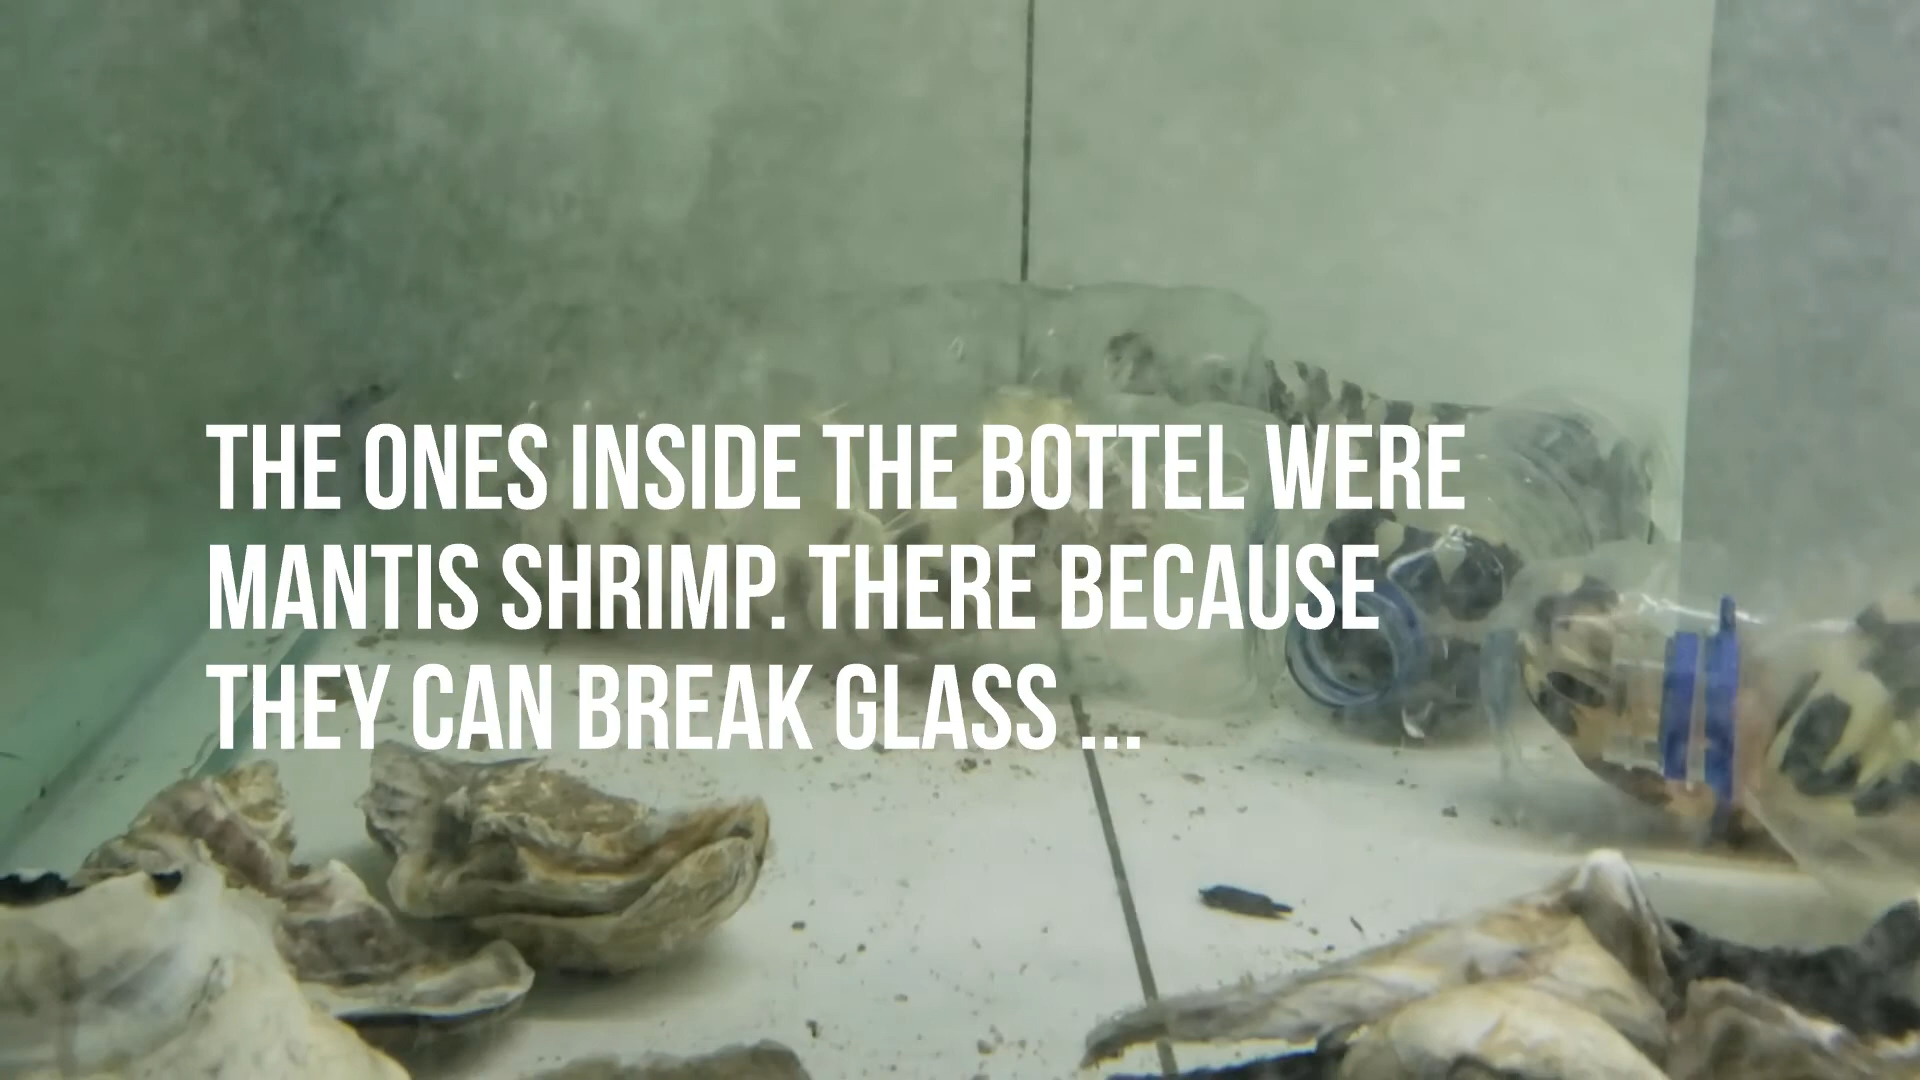 THE ONES INSIDE THE BOTTEL WERE
MANTIS SHRIMP. THERE BECAUSE
THEY CAN BREAK GLASS ...